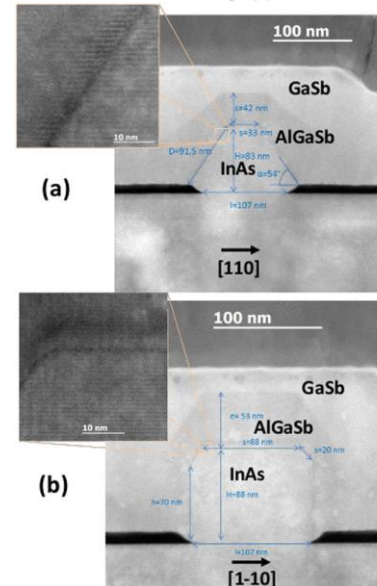 100 nm
GaSb
s=42 nm
s=33 nm
AlGaSb
D=91,5 nm
H=83 nm
α=54°
InAs
l=107 nm
10 nm
(a)
[110]
100 nm
GaSb
e= 53 nm
AlGaSb
s=88 nm
s=20 nm
InAs
10 nm
(b)
h=70 nm
H=88 nm
l=107 nm
[1-10]